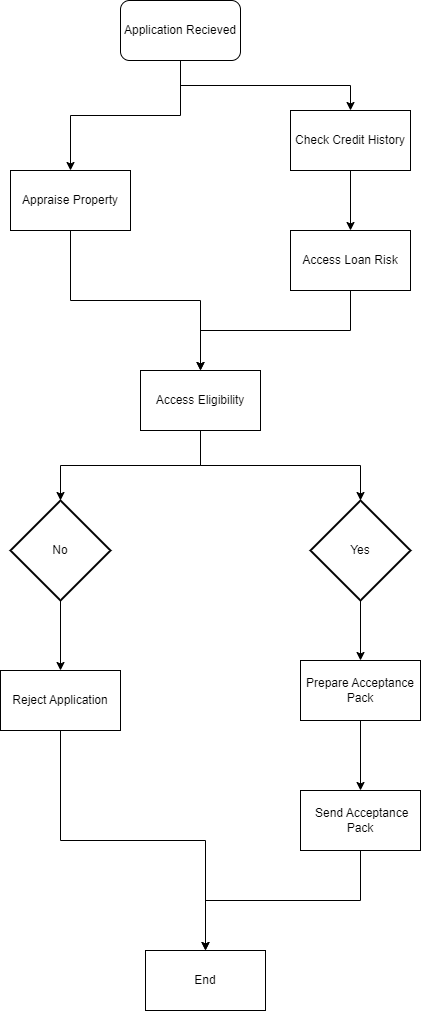 Application Recieved
Check Credit History
Appraise Property
Access Loan Risk
Access Eligibility
No
Yes
Reject Application
Prepare Acceptance
Pack
Send Acceptance
Pack
End